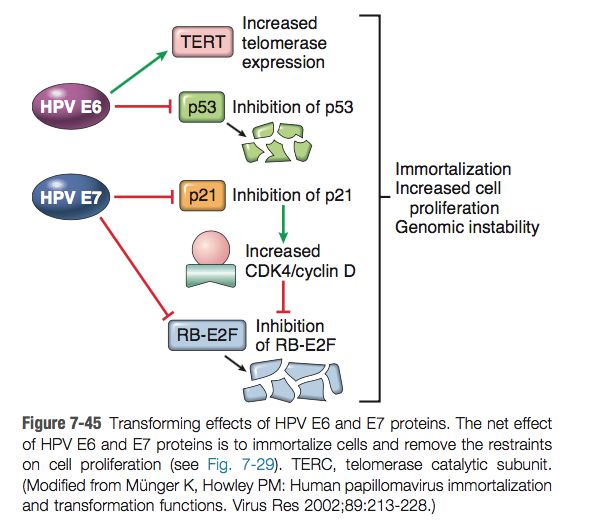 TERT
Increased
telomerase
expression
HPV E6
p53
Inhibition of p53
HPV E7
p21
Inhibition of p21
Increased
CDK4/cyclin D
RB-E2F
Inhibition
of RB-E2F
Immortalization
Increased cell
proliferation
Genomic instability
Figure 7-45 Transforming effects of HPV E6 and E7 proteins. The net effect
of HPV E6 and E7 proteins is to immortalize cells and remove the restraints
on cell proliferation (see Fig. 7-29). TERC, telomerase catalytic subunit.
(Modified from Münger K, Howley PM: Human papillomavirus immortalization
and transformation functions. Virus Res 2002;89:213-228.)